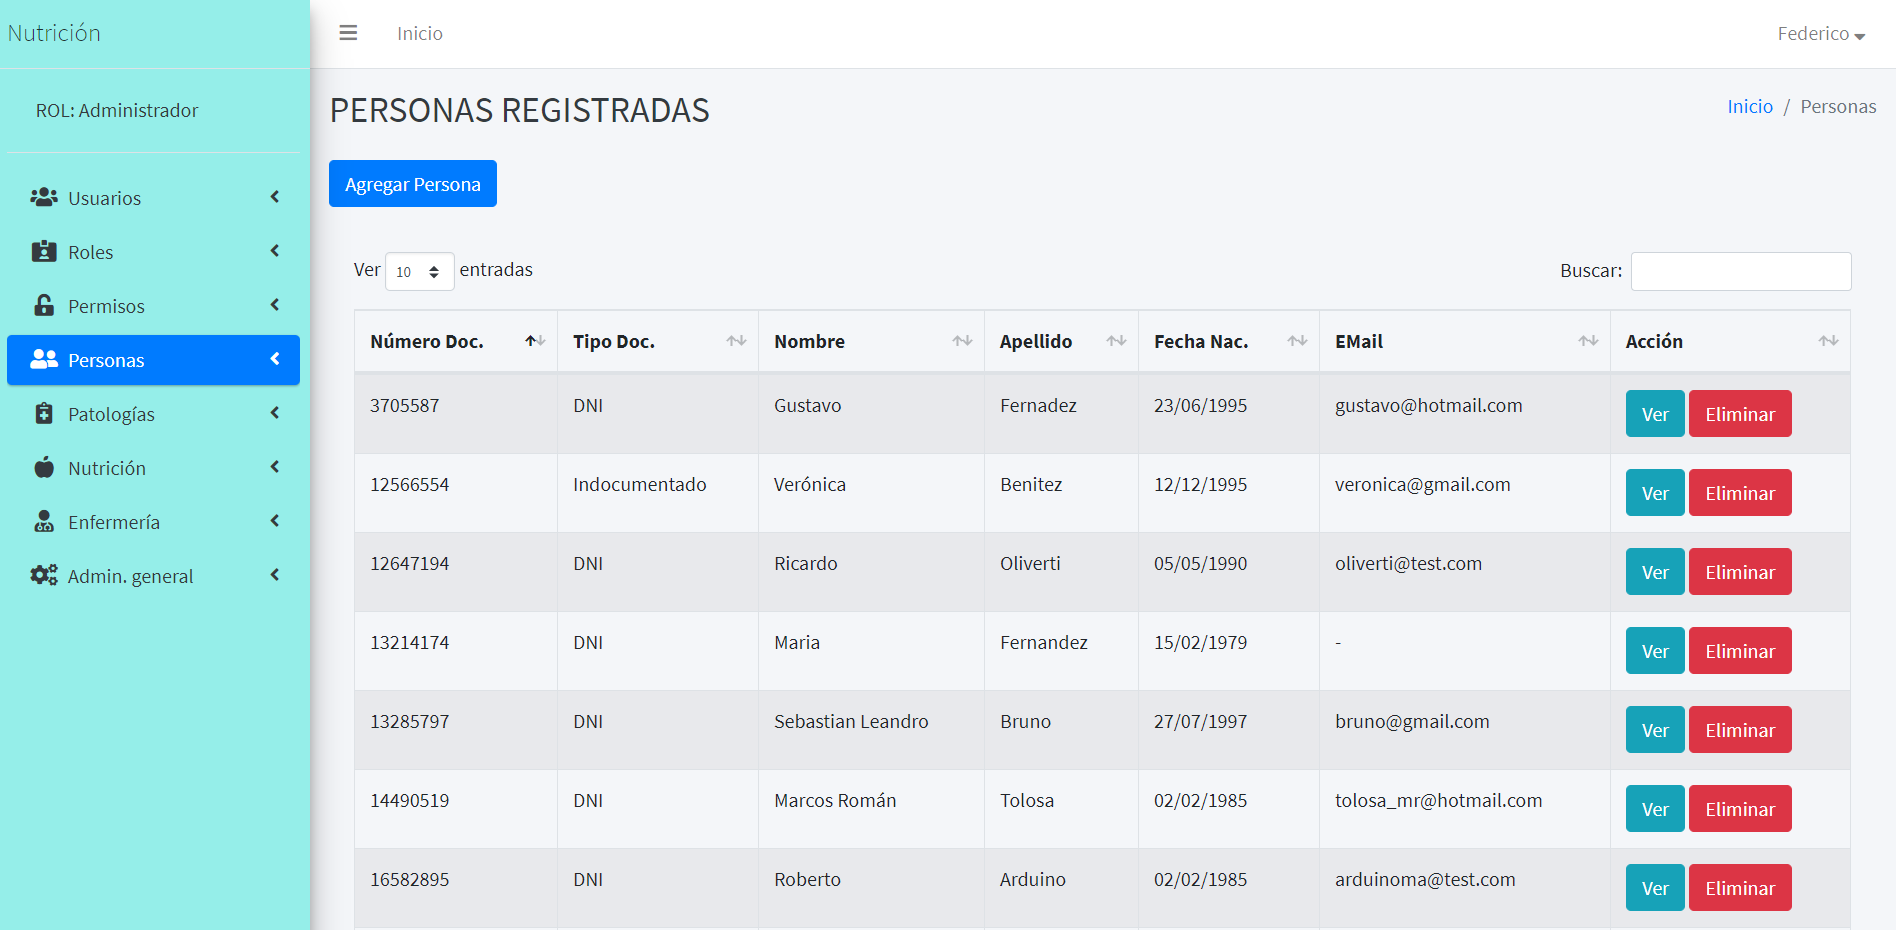 Nutrición
Inicio
Federico
ROL: Administrador
Usuarios
Roles
Permisos
Personas
Patologías
Nutrición
Enfermería
Admin. general
PERSONAS REGISTRADAS
Inicio / Personas
Agregar Persona
Ver 10 entradas
Buscar:
Número Doc. Tipo Doc. Nombre Apellido Fecha Nac. EMail Acción
3705587 DNI Gustavo Fernadez 23/06/1995 gustavo@hotmail.com Ver Eliminar
12566554 Indocumentado Verónica Benitez 12/12/1995 veronica@gmail.com Ver Eliminar
12647194 DNI Ricardo Oliverti 05/05/1990 oliverti@test.com Ver Eliminar
13214174 DNI Maria Fernandez 15/02/1979 - Ver Eliminar
13285797 DNI Sebastian Leandro Bruno 27/07/1997 bruno@gmail.com Ver Eliminar
14490519 DNI Marcos Román Tolosa 02/02/1985 tolosa_mr@hotmail.com Ver Eliminar
16582895 DNI Roberto Arduino 02/02/1985 arduinoma@test.com Ver Eliminar